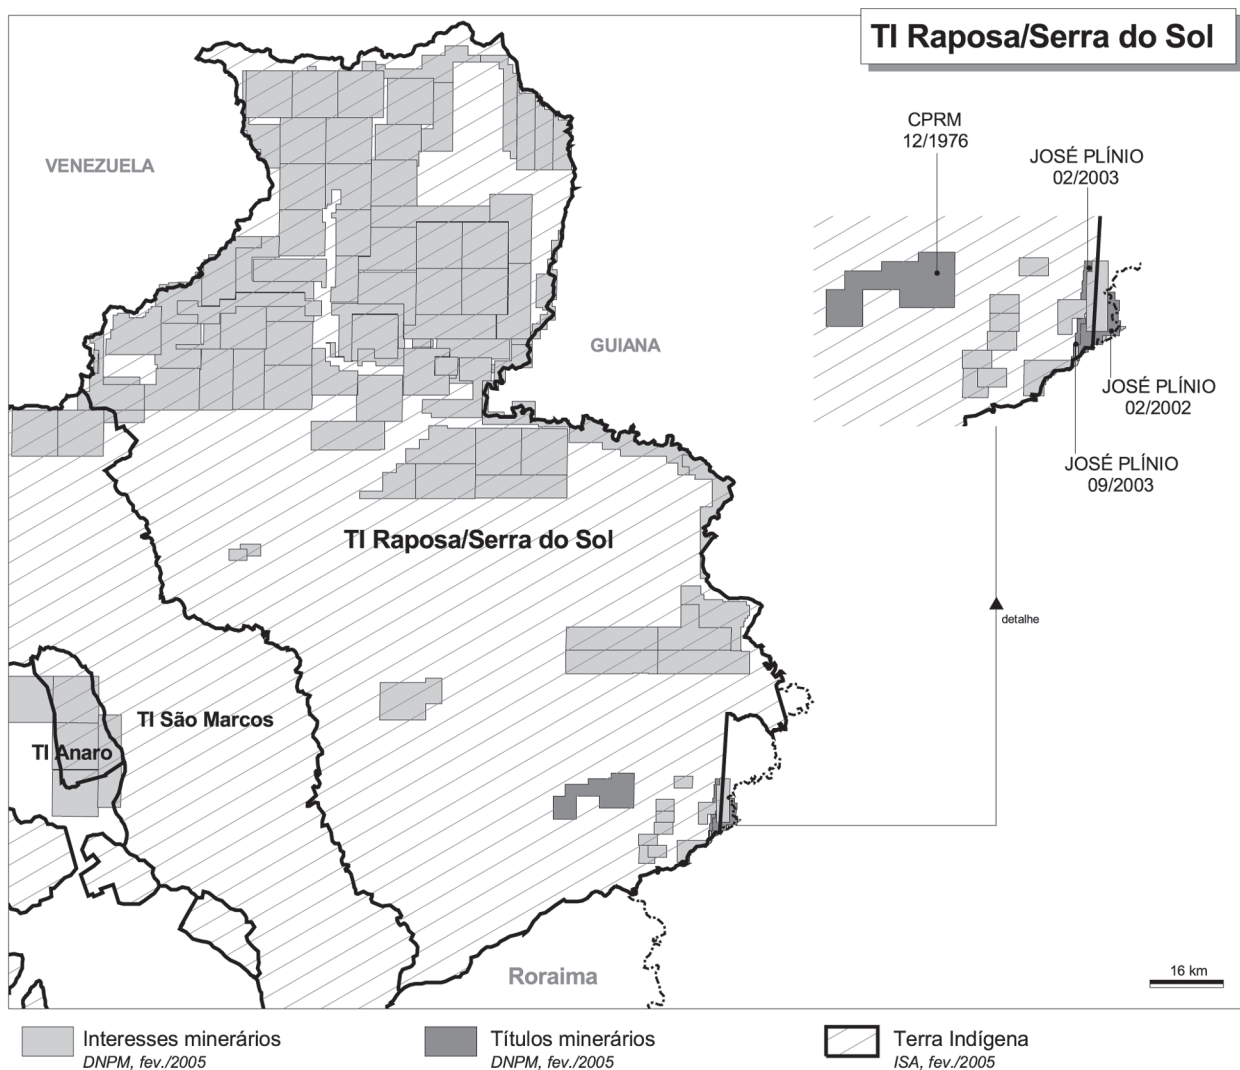 TI Raposa/Serra do Sol
CPRM
12/1976
JOSÉ PLÍNIO
02/2003
VENEZUELA
GUIANA
JOSÉ PLÍNIO
02/2002
JOSÉ PLÍNIO
09/2003
TI Raposa/Serra do Sol
detalhe
TI São Marcos
TI Anaro
Roraima
16 km
Interesses minerários
DNPM, fev./2005
Títulos minerários
DNPM, fev./2005
Terra Indígena
ISA, fev./2005